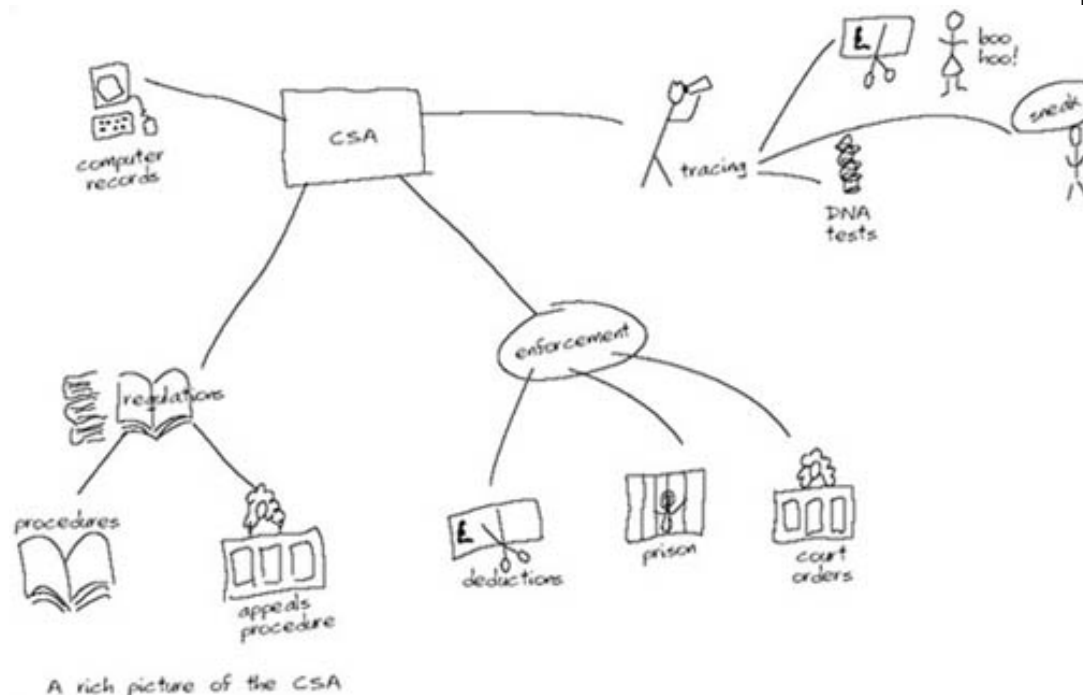 CSA
computer
records
tracing
£
boo
hoo!
sneak
DNA
tests
enforcement
regulations
procedures
appeals
procedure
£
deductions
prison
court
orders
A rich picture of the CSA